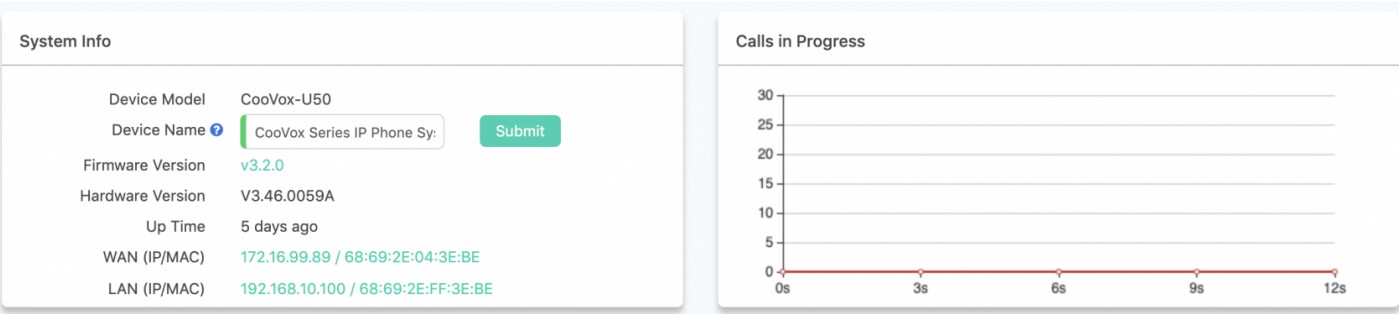 System Info
Device Model CooVox-U50
Device Name ? CooVox Series IP Phone Sy Submit
Firmware Version v3.2.0
Hardware Version V3.46.0059A
Up Time 5 days ago
WAN (IP/MAC) 172.16.99.89 / 68:69:2E:04:3E:BE
LAN (IP/MAC) 192.168.10.100 / 68:69:2E:FF:3E:BE
Calls in Progress
30
25
20
15
10
5
0
0s 3s 6s 9s 12s